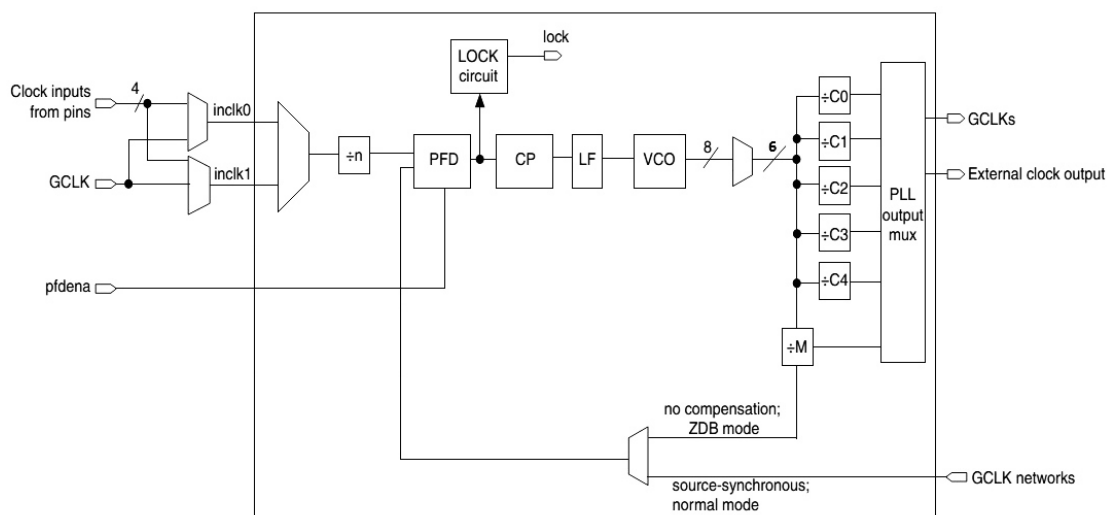 lock
LOCK
circuit
Clock inputs
from pins
4
inclk0
÷n
PFD
CP
LF
VCO
8
6
÷C0
÷C1
÷C2
÷C3
÷C4
÷M
PLL
output
mux
GCLKs
External clock output
GCLK
inclk1
pfdena
no compensation;
ZDB mode
source-synchronous;
normal mode
GCLK networks